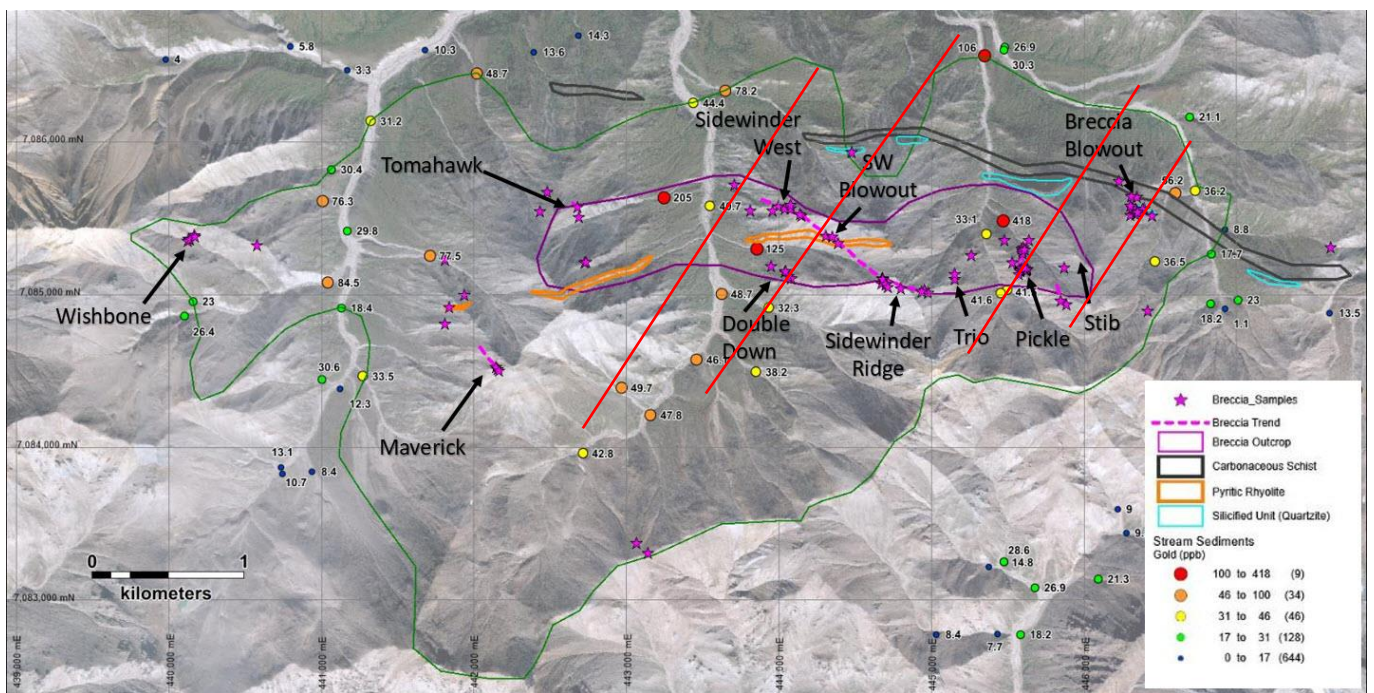 5.8
4
3.3
10.3
13.6
14.3
48.7
106
26.9
30.3
78.2
44.4
31.2
21.1
7,086,000 mN
Sidewinder
West
Breccia
Blowout
SW
Blowout
Tomahawk
30.4
96.2
36.2
76.3
205
33.1
418
29.8
8.8
77.5
125
17.7
36.5
84.5
7,085,000 mN
48.7
41.6
Wishbone
23
18.4
32.3
18.2
23
1.1
13.5
26.4
Double
Down
Sidewinder
Ridge
Trio
Pickle
Stib
46.1
38.2
30.6
33.5
12.3
49.7
47.8
Maverick
7,084,000 mN
42.8
13.1
10.7
8.4
9
28.6
14.8
26.9
21.3
0
1
kilometers
7,083,000 mN
8.4
7.7
18.2
439,000 mE
440,000 mE
441,000 mE
442,000 mE
443,000 mE
444,000 mE
445,000 mE
446,000 mE
Breccia_Samples
Breccia Trend
Breccia Outcrop
Carbonaceous Schist
Pyritic Rhyolite
Silicified Unit (Quartzite)
Stream Sediments
Gold (ppb)
100 to 418 (9)
46 to 100 (34)
31 to 46 (46)
17 to 31 (128)
0 to 17 (644)